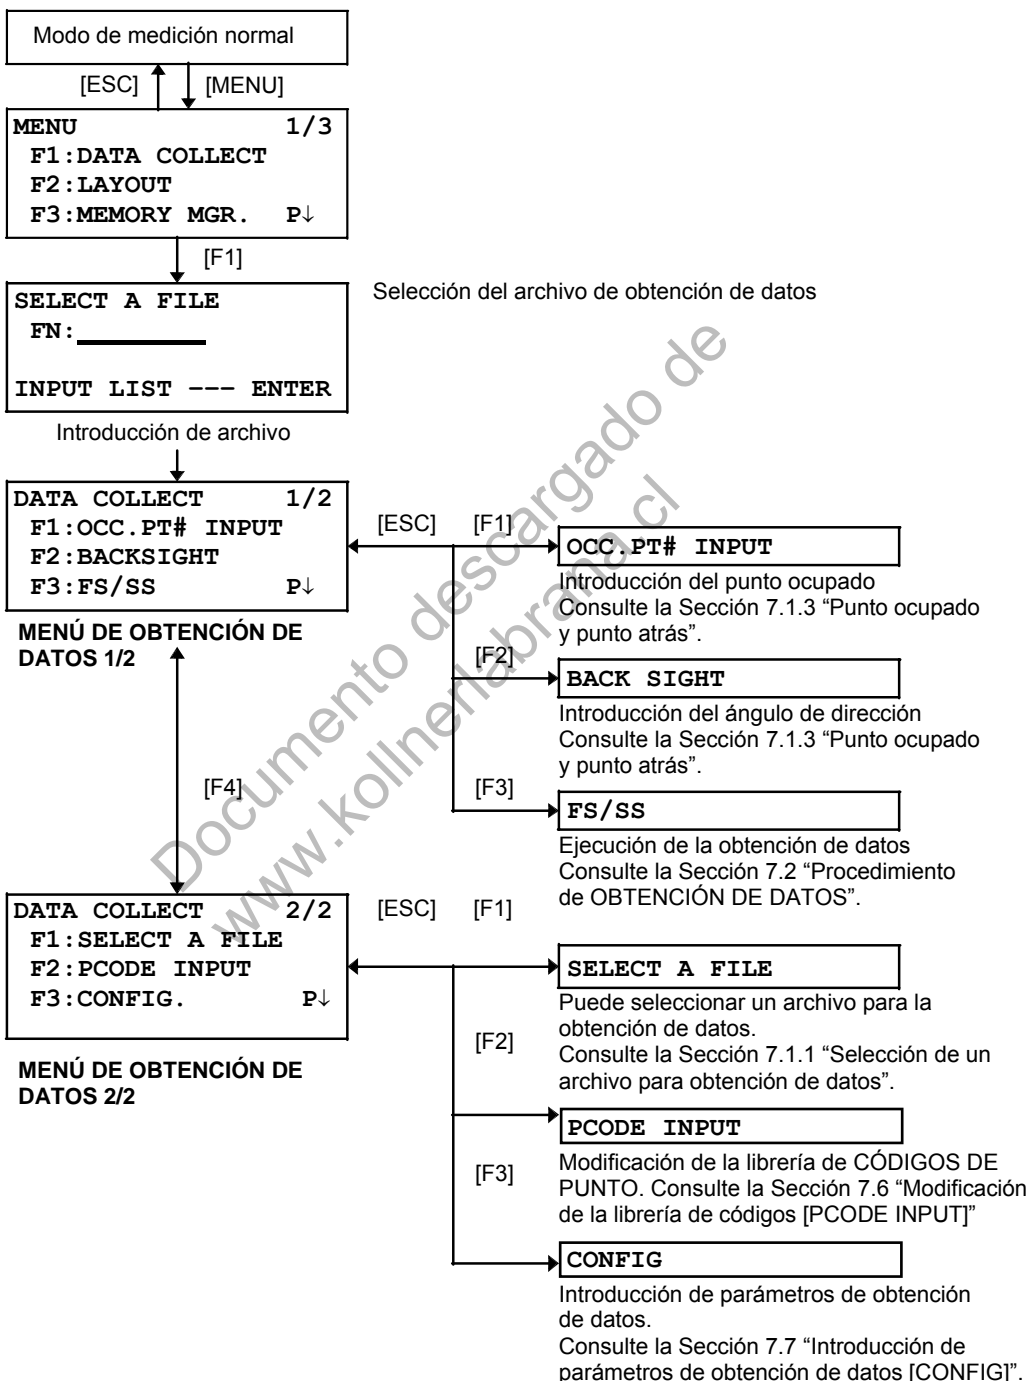 Modo de medición normal
[ESC] [MENU]
MENU 1/3
F1:DATA COLLECT
F2:LAYOUT
F3:MEMORY MGR. P↓
[F1]
SELECT A FILE
FN:
INPUT LIST --- ENTER
Selección del archivo de obtención de datos
Introducción de archivo
DATA COLLECT 1/2
F1:OCC.PT# INPUT
F2:BACKSIGHT
F3:FS/SS P↓
MENÚ DE OBTENCIÓN DE
DATOS 1/2
[ESC] [F1]
OCC.PT# INPUT
Introducción del punto ocupado
Consulte la Sección 7.1.3 “Punto ocupado
y punto atrás”.
[F2]
BACK SIGHT
Introducción del ángulo de dirección
Consulte la Sección 7.1.3 “Punto ocupado
y punto atrás”.
[F3]
FS/SS
Ejecución de la obtención de datos
Consulte la Sección 7.2 “Procedimiento
de OBTENCIÓN DE DATOS”.
[F4]
DATA COLLECT 2/2
F1:SELECT A FILE
F2:PCODE INPUT
F3:CONFIG. P↓
MENÚ DE OBTENCIÓN DE
DATOS 2/2
[ESC] [F1]
SELECT A FILE
Puede seleccionar un archivo para la
obtención de datos.
Consulte la Sección 7.1.1 “Selección de un
archivo para obtención de datos”.
[F2]
PCODE INPUT
Modificación de la librería de CÓDIGOS DE
PUNTO. Consulte la Sección 7.6 “Modificación
de la librería de códigos [PCODE INPUT]”
[F3]
CONFIG
Introducción de parámetros de obtención
de datos.
Consulte la Sección 7.7 “Introducción de
parámetros de obtención de datos [CONFIG]”.
Documento descargado de
www.kollnerlabrana.cl